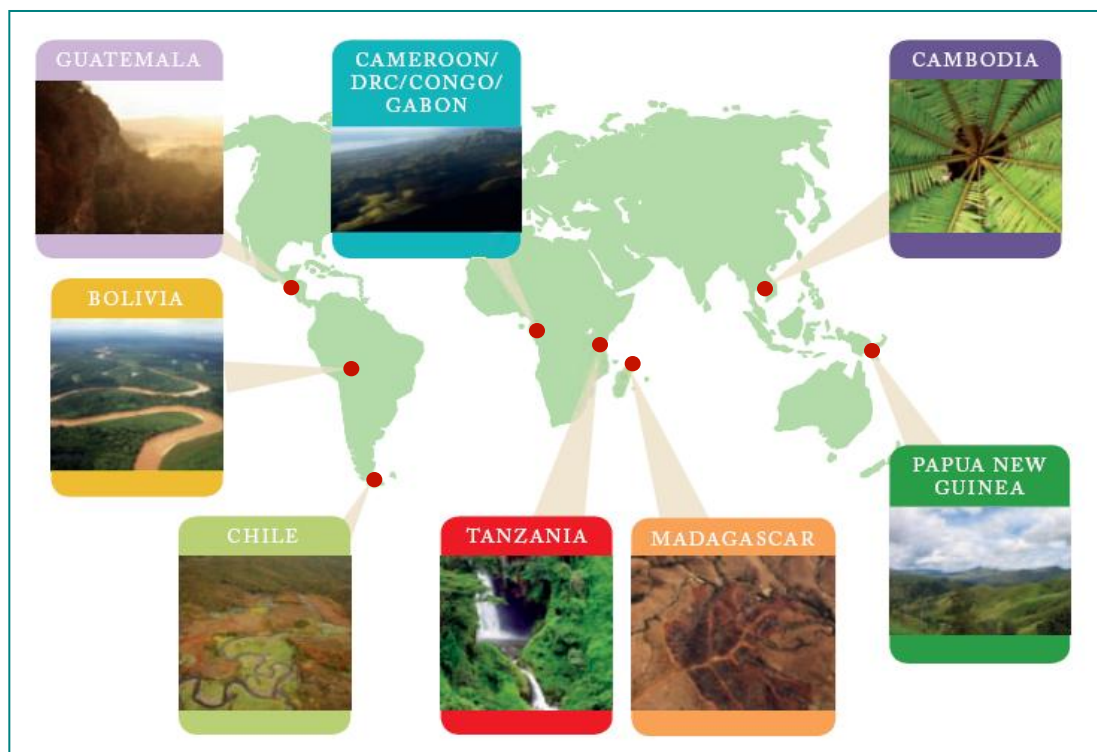 GUATEMALA
CAMEROON/
DRC/CONGO/
GABON
CAMBODIA
BOLIVIA
PAPUA NEW
GUINEA
CHILE
TANZANIA
MADAGASCAR